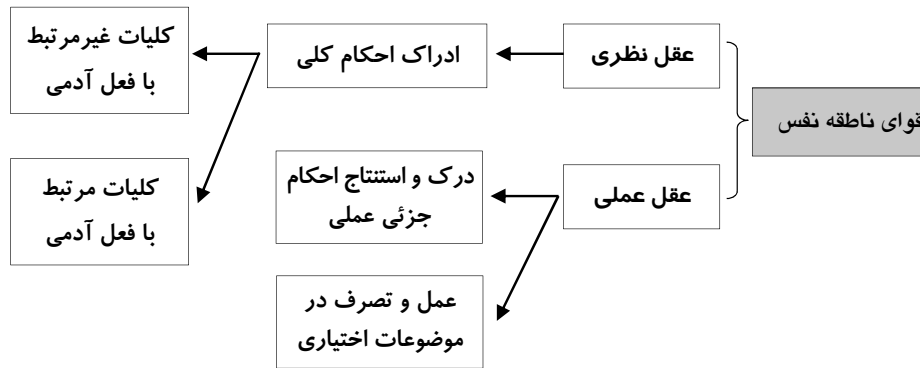 قوای ناطقه نفس
عقل نظری
ادراک احکام کلی
کلیات غیرمرتبط
با فعل آدمی
کلیات مرتبط
با فعل آدمی
عقل عملی
درک و استنتاج احکام
جزئی عملی
عمل و تصرف در
موضوعات اختیاری